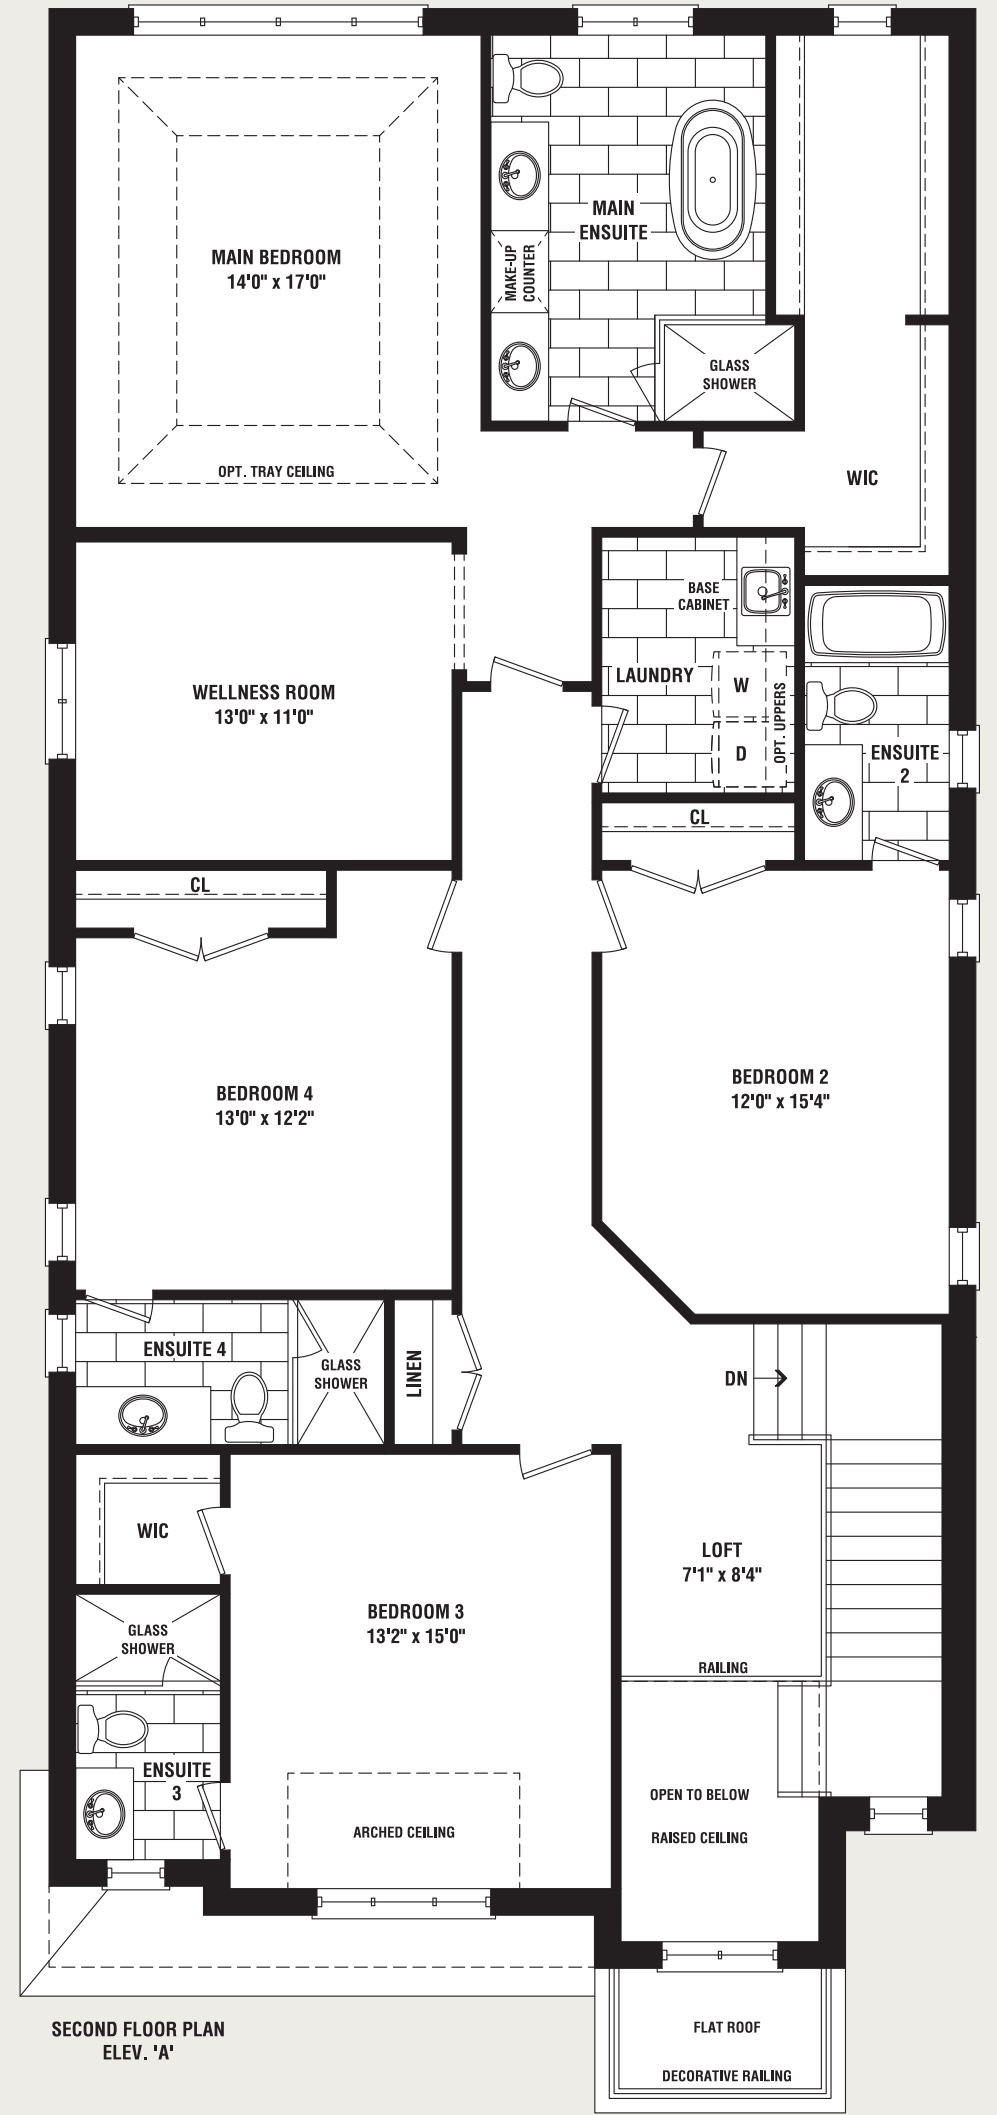 MAIN BEDROOM
14'0" x 17'0"
OPT. TRAY CEILING
MAIN
ENSUITE
MAKE-UP
COUNTER
GLASS
SHOWER
WIC
WELLNESS ROOM
13'0" x 11'0"
BASE
CABINET
LAUNDRY
W
D
OPT. UPPERS
ENSUITE
2
CL
CL
BEDROOM 4
13'0" x 12'2"
BEDROOM 2
12'0" x 15'4"
ENSUITE 4
GLASS
SHOWER
LINEN
DN
WIC
LOFT
7'1" x 8'4"
RAILING
BEDROOM 3
13'2" x 15'0"
GLASS
SHOWER
ENSUITE
3
ARCHED CEILING
OPEN TO BELOW
RAISED CEILING
FLAT ROOF
DECORATIVE RAILING
SECOND FLOOR PLAN
ELEV. 'A'